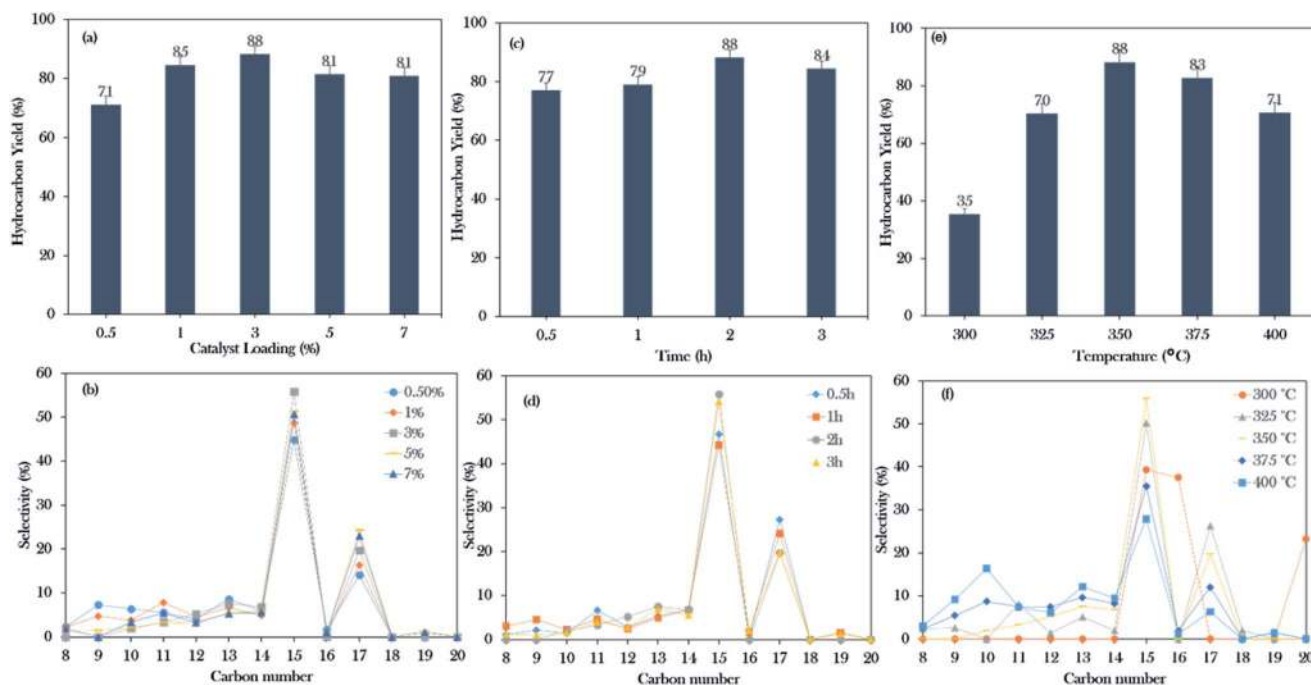 (a)
100
80
60
40
20
0
71
85
88
81
81
0.5
1
3
5
7
Hydrocarbon Yield (%)
Catalyst Loading (%)
(c)
100
80
60
40
20
0
77
79
88
84
0.5
1
2
3
Hydrocarbon Yield (%)
Time (h)
(e)
100
80
60
40
20
0
35
70
88
83
71
300
325
350
375
400
Hydrocarbon Yield (%)
Temperature (°C)
(b)
60
50
40
30
20
10
0
0.50%
1%
3%
5%
7%
8 9 10 11 12 13 14 15 16 17 18 19 20
Selectivity (%)
Carbon number
(d)
60
50
40
30
20
10
0
0.5h
1h
2h
3h
8 9 10 11 12 13 14 15 16 17 18 19 20
Selectivity (%)
Carbon number
(f)
60
50
40
30
20
10
0
300 °C
325 °C
350 °C
375 °C
400 °C
8 9 10 11 12 13 14 15 16 17 18 19 20
Selectivity (%)
Carbon number